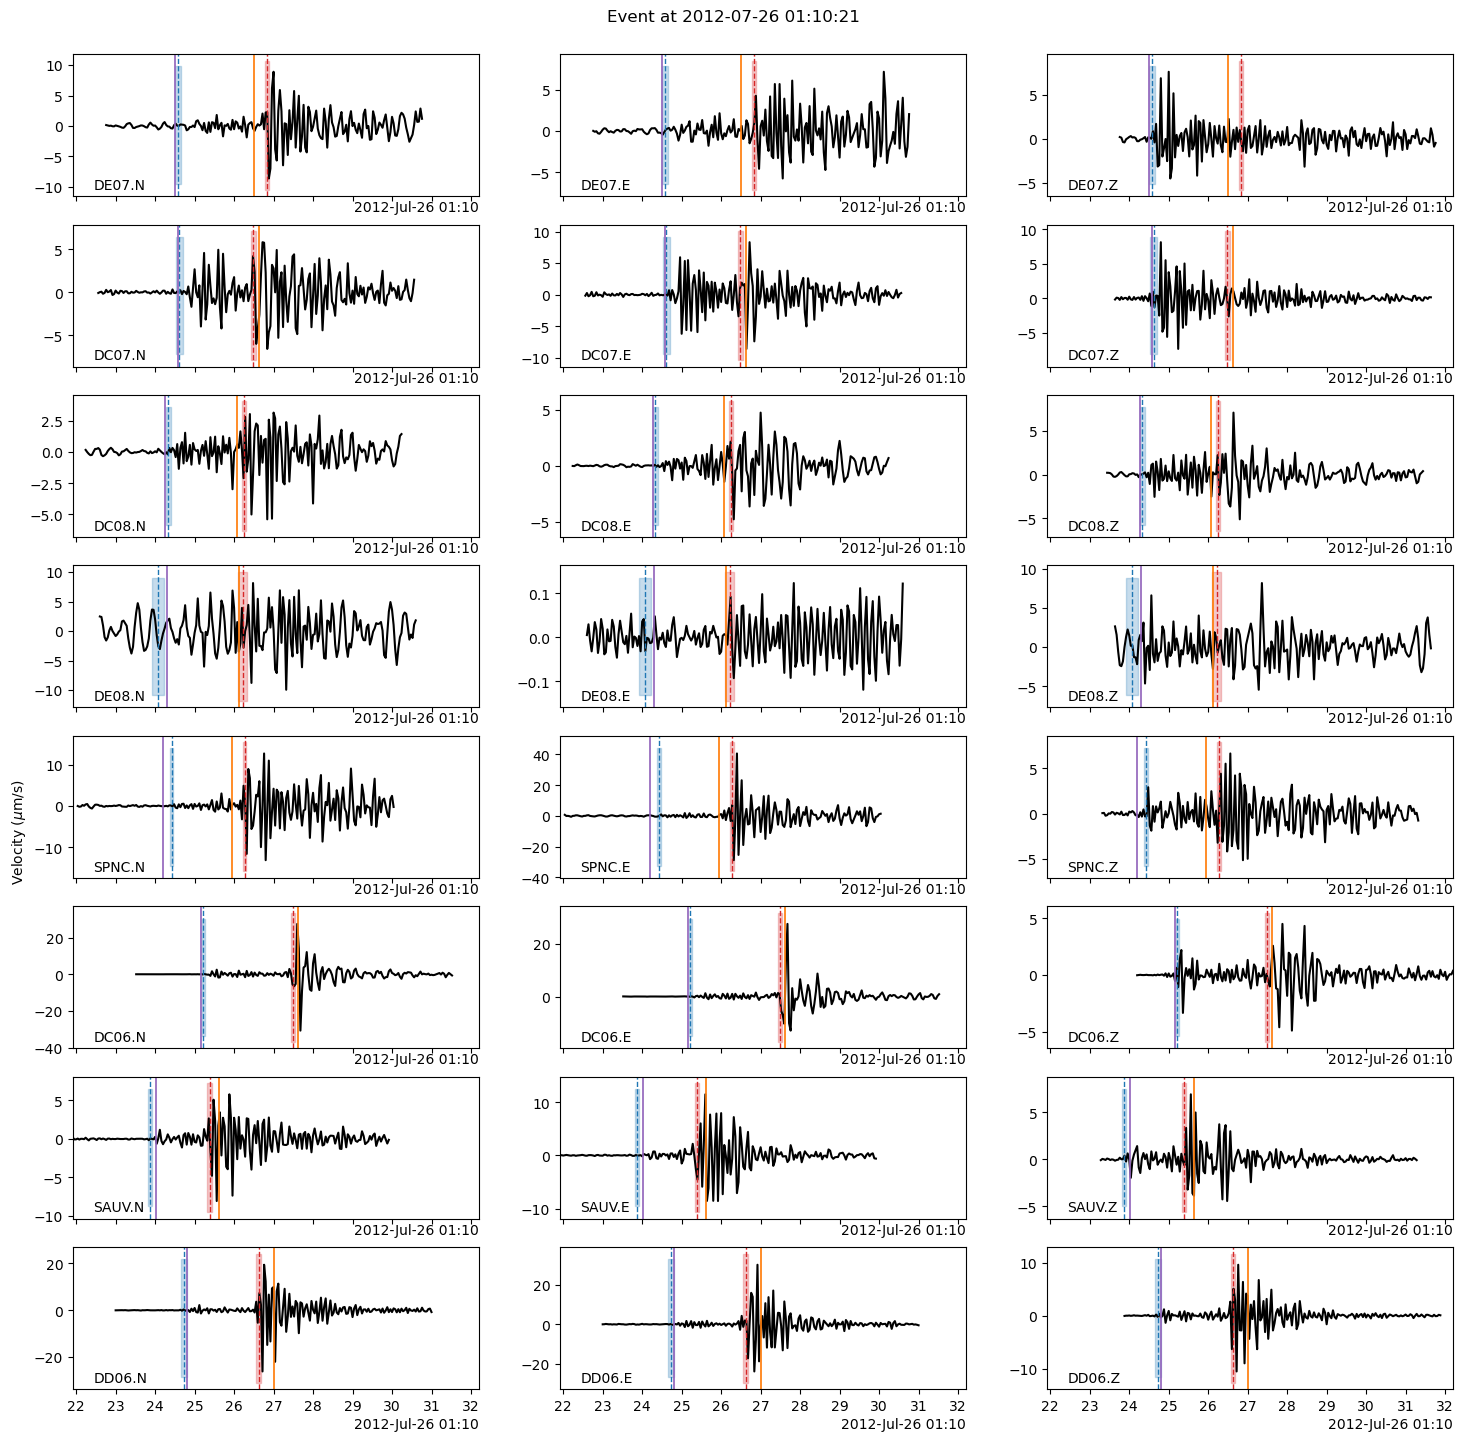 Event at 2012-07-26 01:10:21
10
5
0
−5
−10
DE07.N
2012-Jul-26 01:10
5
0
−5
DE07.E
2012-Jul-26 01:10
5
0
−5
DE07.Z
2012-Jul-26 01:10
5
0
−5
DC07.N
2012-Jul-26 01:10
10
5
0
−5
−10
DC07.E
2012-Jul-26 01:10
10
5
0
−5
DC07.Z
2012-Jul-26 01:10
2.5
0.0
−2.5
−5.0
DC08.N
2012-Jul-26 01:10
5
0
−5
DC08.E
2012-Jul-26 01:10
5
0
−5
DC08.Z
2012-Jul-26 01:10
10
5
0
−5
−10
DE08.N
2012-Jul-26 01:10
0.1
0.0
−0.1
DE08.E
2012-Jul-26 01:10
10
5
0
−5
DE08.Z
2012-Jul-26 01:10
Velocity (μm/s)
10
0
−10
SPNC.N
2012-Jul-26 01:10
40
20
0
−20
−40
SPNC.E
2012-Jul-26 01:10
5
0
−5
SPNC.Z
2012-Jul-26 01:10
20
0
−20
−40
DC06.N
2012-Jul-26 01:10
20
0
DC06.E
2012-Jul-26 01:10
5
0
−5
DC06.Z
2012-Jul-26 01:10
5
0
−5
−10
SAUV.N
2012-Jul-26 01:10
10
0
−10
SAUV.E
2012-Jul-26 01:10
5
0
−5
SAUV.Z
2012-Jul-26 01:10
20
0
−20
DD06.N
22 23 24 25 26 27 28 29 30 31 32
2012-Jul-26 01:10
20
0
−20
DD06.E
22 23 24 25 26 27 28 29 30 31 32
2012-Jul-26 01:10
10
0
−10
DD06.Z
22 23 24 25 26 27 28 29 30 31 32
2012-Jul-26 01:10